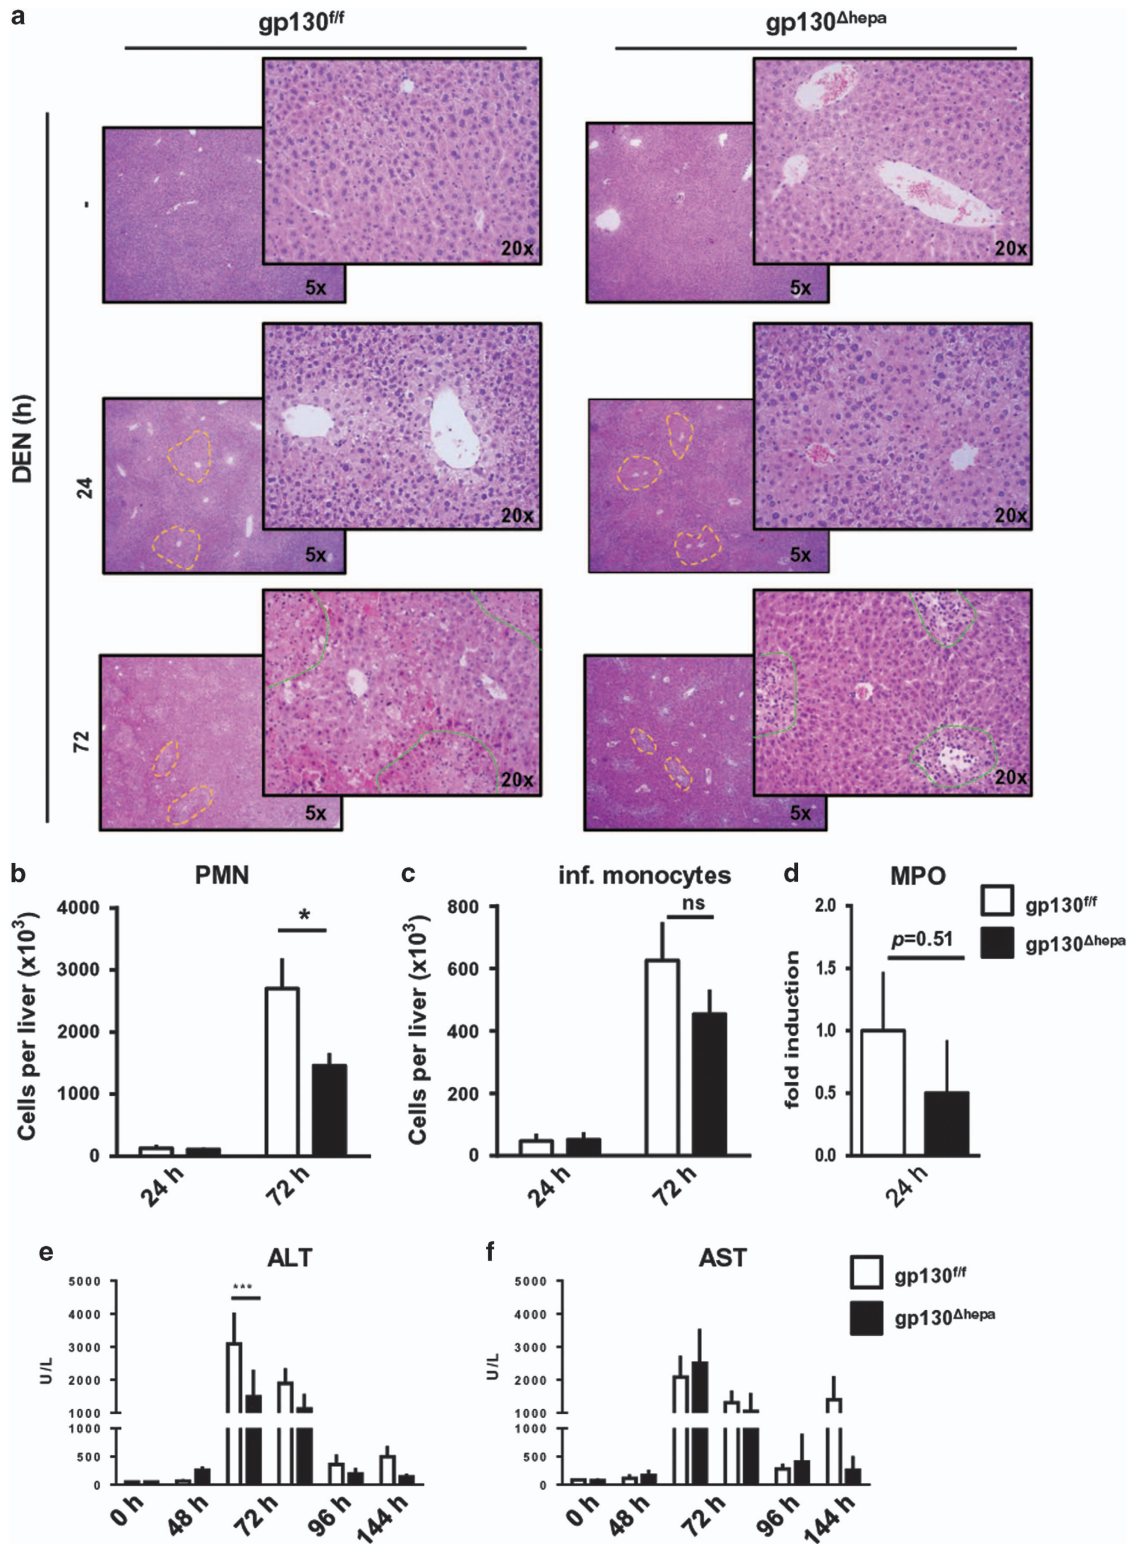 a
gp130f/f
gp130Δhepa
DEN (h)
-
20x
5x
20x
5x
24
20x
5x
20x
5x
72
20x
5x
20x
5x
b
PMN
Cells per liver (x10³)
4000
3000
2000
1000
0
*
24 h
72 h
c
inf. monocytes
Cells per liver (x10³)
800
600
400
200
0
ns
24 h
72 h
d
MPO
fold induction
2.0
1.5
1.0
0.5
0.0
p=0.51
24 h
gp130f/f
gp130Δhepa
e
ALT
U/L
5000
4000
3000
2000
1000
1000
500
0
***
0 h
48 h
72 h
96 h
144 h
f
AST
U/L
5000
4000
3000
2000
1000
1000
500
0
0 h
48 h
72 h
96 h
144 h
gp130f/f
gp130Δhepa